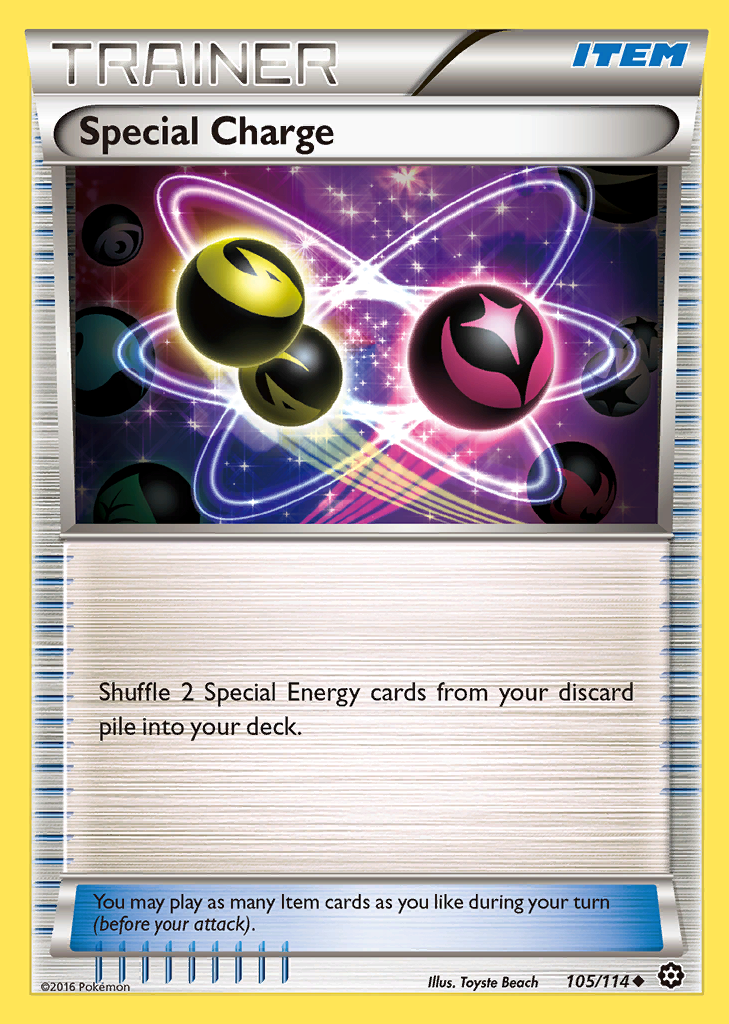 TRAINER
ITEM
Special Charge
Shuffle 2 Special Energy cards from your discard
pile into your deck.
You may play as many Item cards as you like during your turn
(before your attack).
©2016 Pokémon
Illus. Toyste Beach
105/114